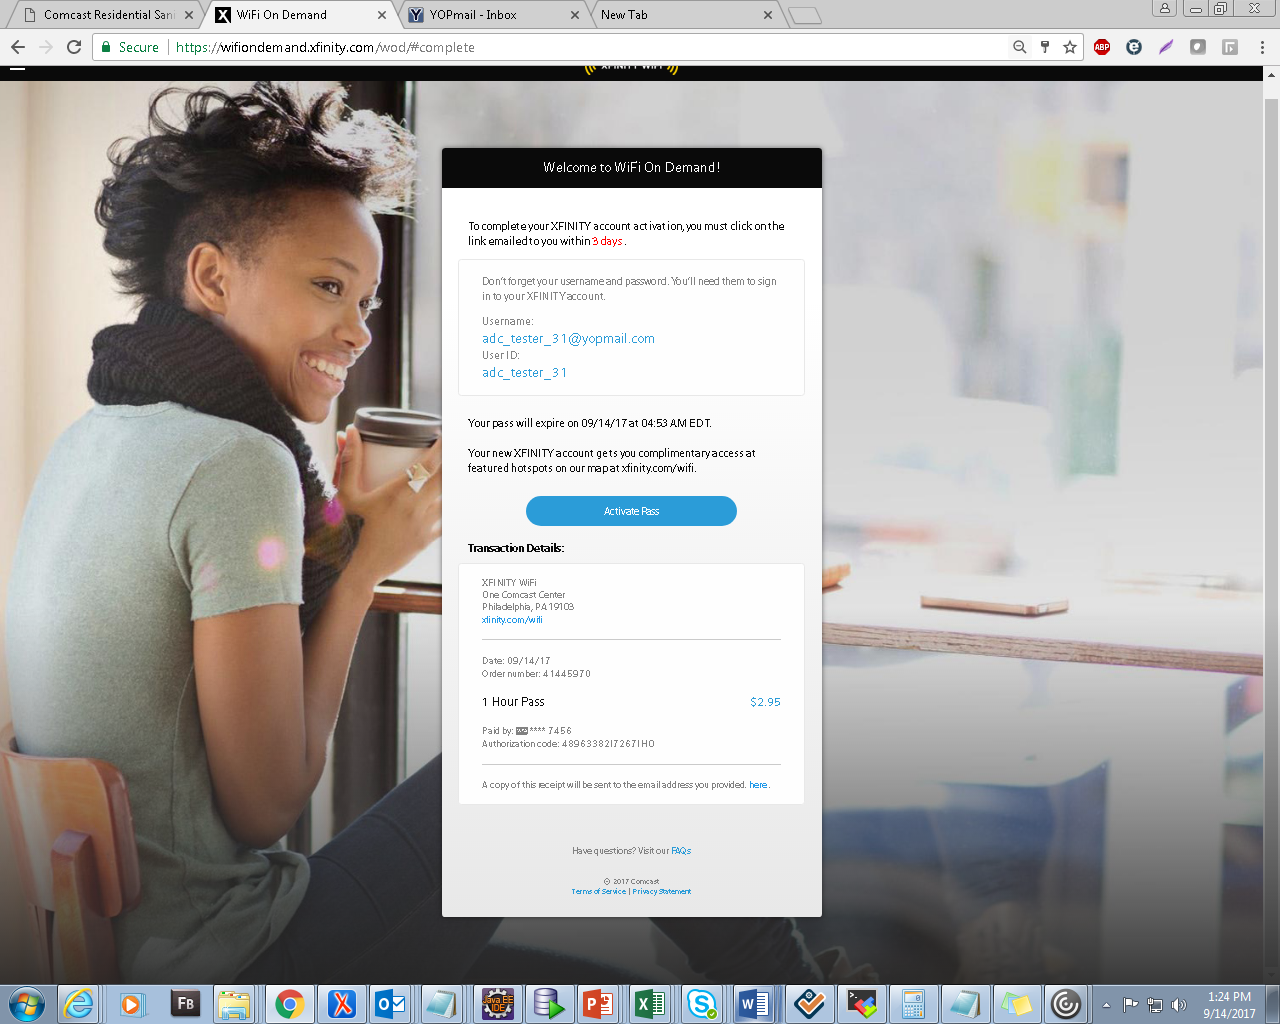 Comcast Residential Sani
WiFi On Demand
YOPmail - Inbox
New Tab
Secure
https://wifiondemand.xfinity.com/wod/#complete
ABP
XFINITY WiFi
Welcome to WiFi On Demand!
To complete your XFINITY account activation, you must click on the
link emailed to you within 3 days .
Don't forget your username and password. You'll need them to sign
in to your XFINITY account.
Username:
adc_tester_31@yopmail.com
User ID:
adc_tester_31
Your pass will expire on 09/14/17 at 04:53 AM EDT.
Your new XFINITY account gets you complimentary access at
featured hotspots on our map at xfinity.com/wifi.
Activate Pass
Transaction Details:
XFINITY WiFi
One Comcast Center
Philadelphia, PA 19103
xfinity.com/wifi
Date: 09/14/17
Order number: 41445970
1 Hour Pass $2.95
Paid by: **** 7456
Authorization code: 4896338217267IHO
A copy of this receipt will be sent to the email address you provided. here.
Have questions? Visit our FAQs
© 2017 Comcast
Terms of Service | Privacy Statement
FB
Java EE
IDE
1:24 PM
9/14/2017